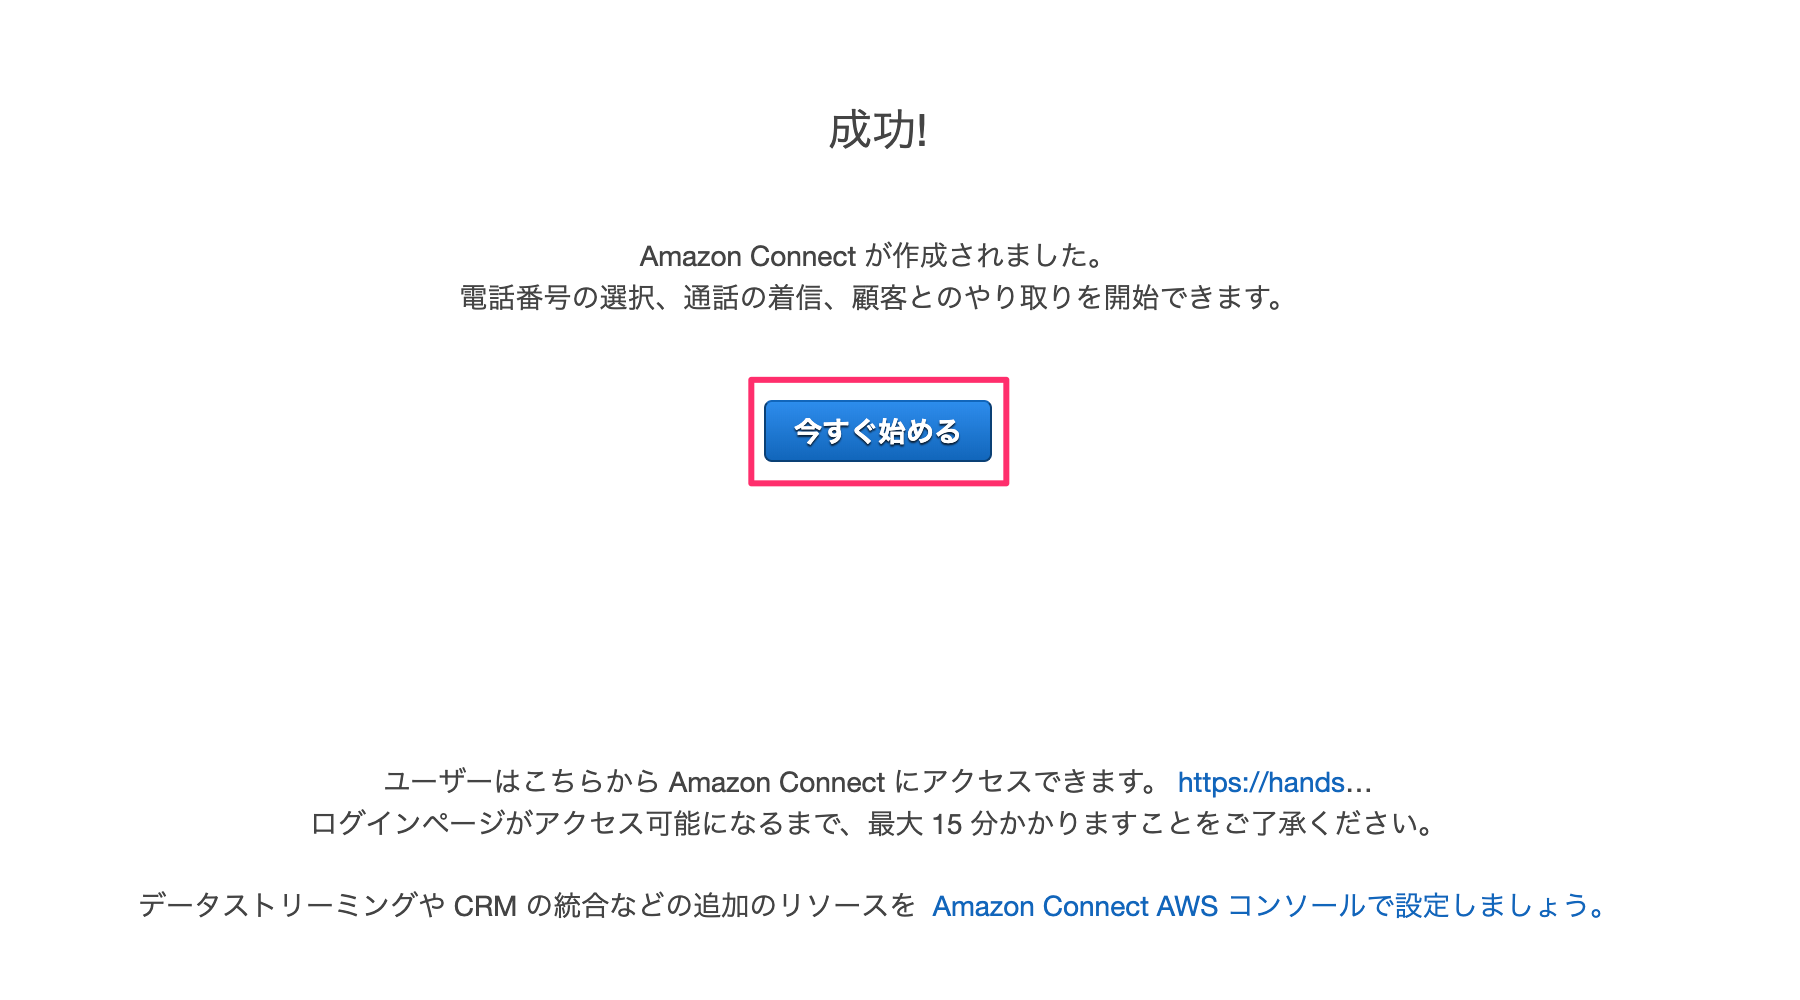 成功!
Amazon Connect が作成されました。
電話番号の選択、通話の着信、顧客とのやり取りを開始できます。
今すぐ始める
ユーザーはこちらから Amazon Connect にアクセスできます。 https://hands...
ログインページがアクセス可能になるまで、最大 15 分かかりますことをご了承ください。
データストリーミングや CRM の統合などの追加のリソースを Amazon Connect AWS コンソールで設定しましょう。